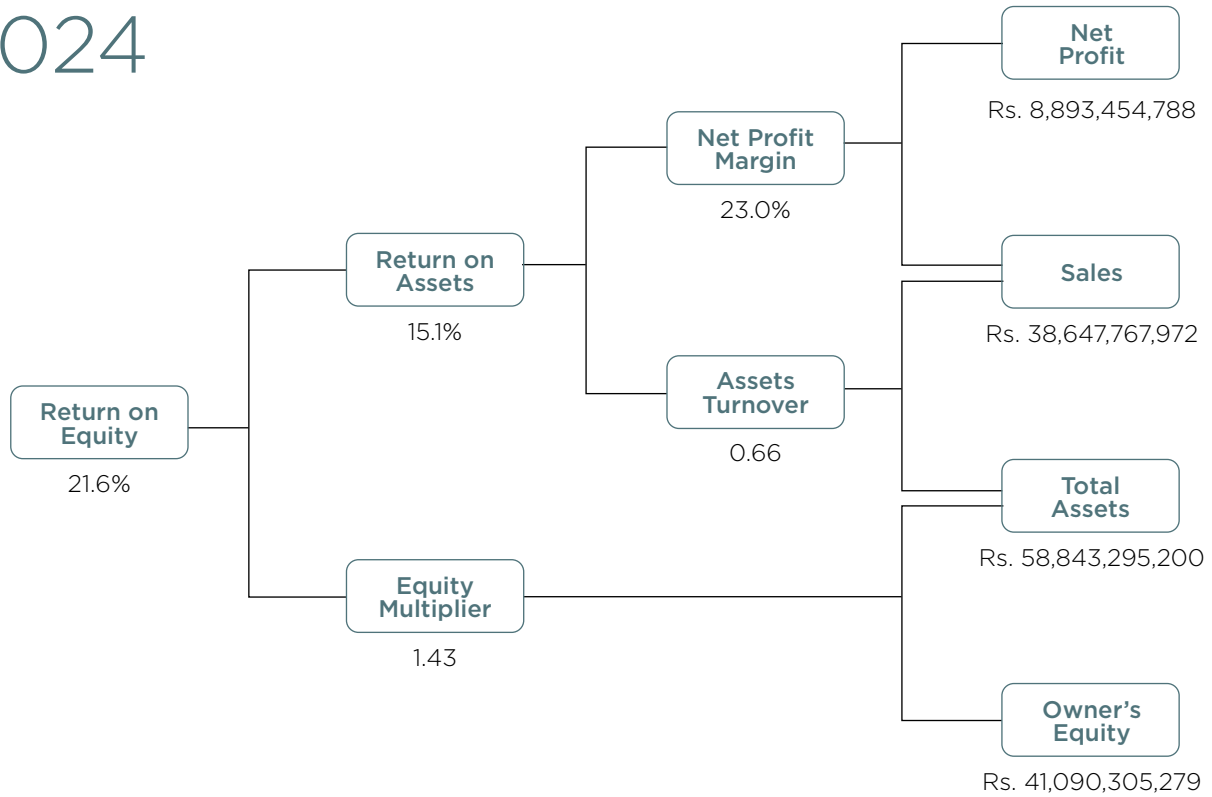 024
Net
Profit
Rs. 8,893,454,788
Net Profit
Margin
23.0%
Return on
Assets
15.1%
Sales
Rs. 38,647,767,972
Assets
Turnover
0.66
Return on
Equity
21.6%
Total
Assets
Rs. 58,843,295,200
Equity
Multiplier
1.43
Owner's
Equity
Rs. 41,090,305,279